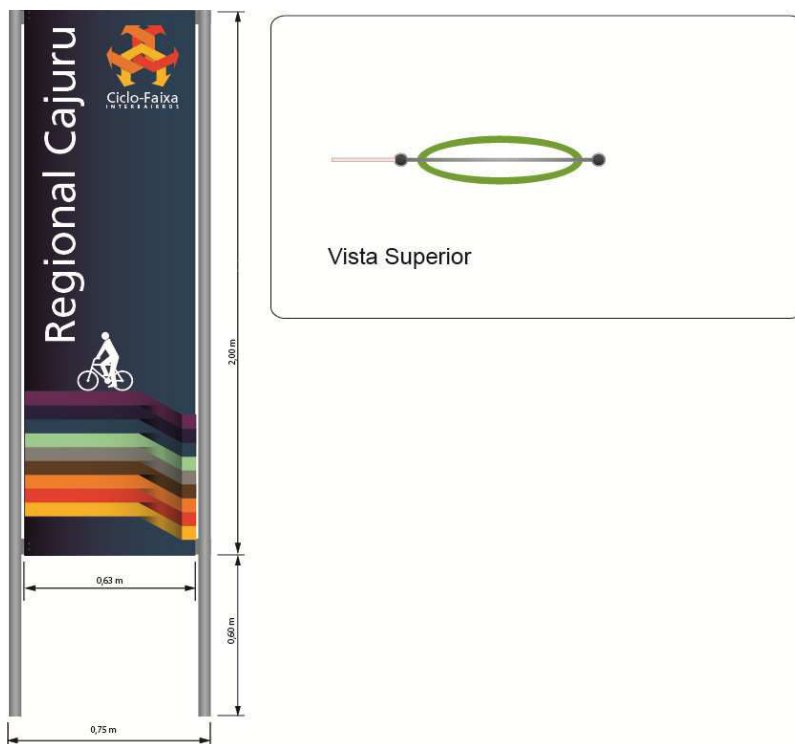 Regional Cajuru
Ciclo-Faixa
INTERBAIRROS
2,00 m
0,63 m
0,60 m
0,75 m
Vista Superior